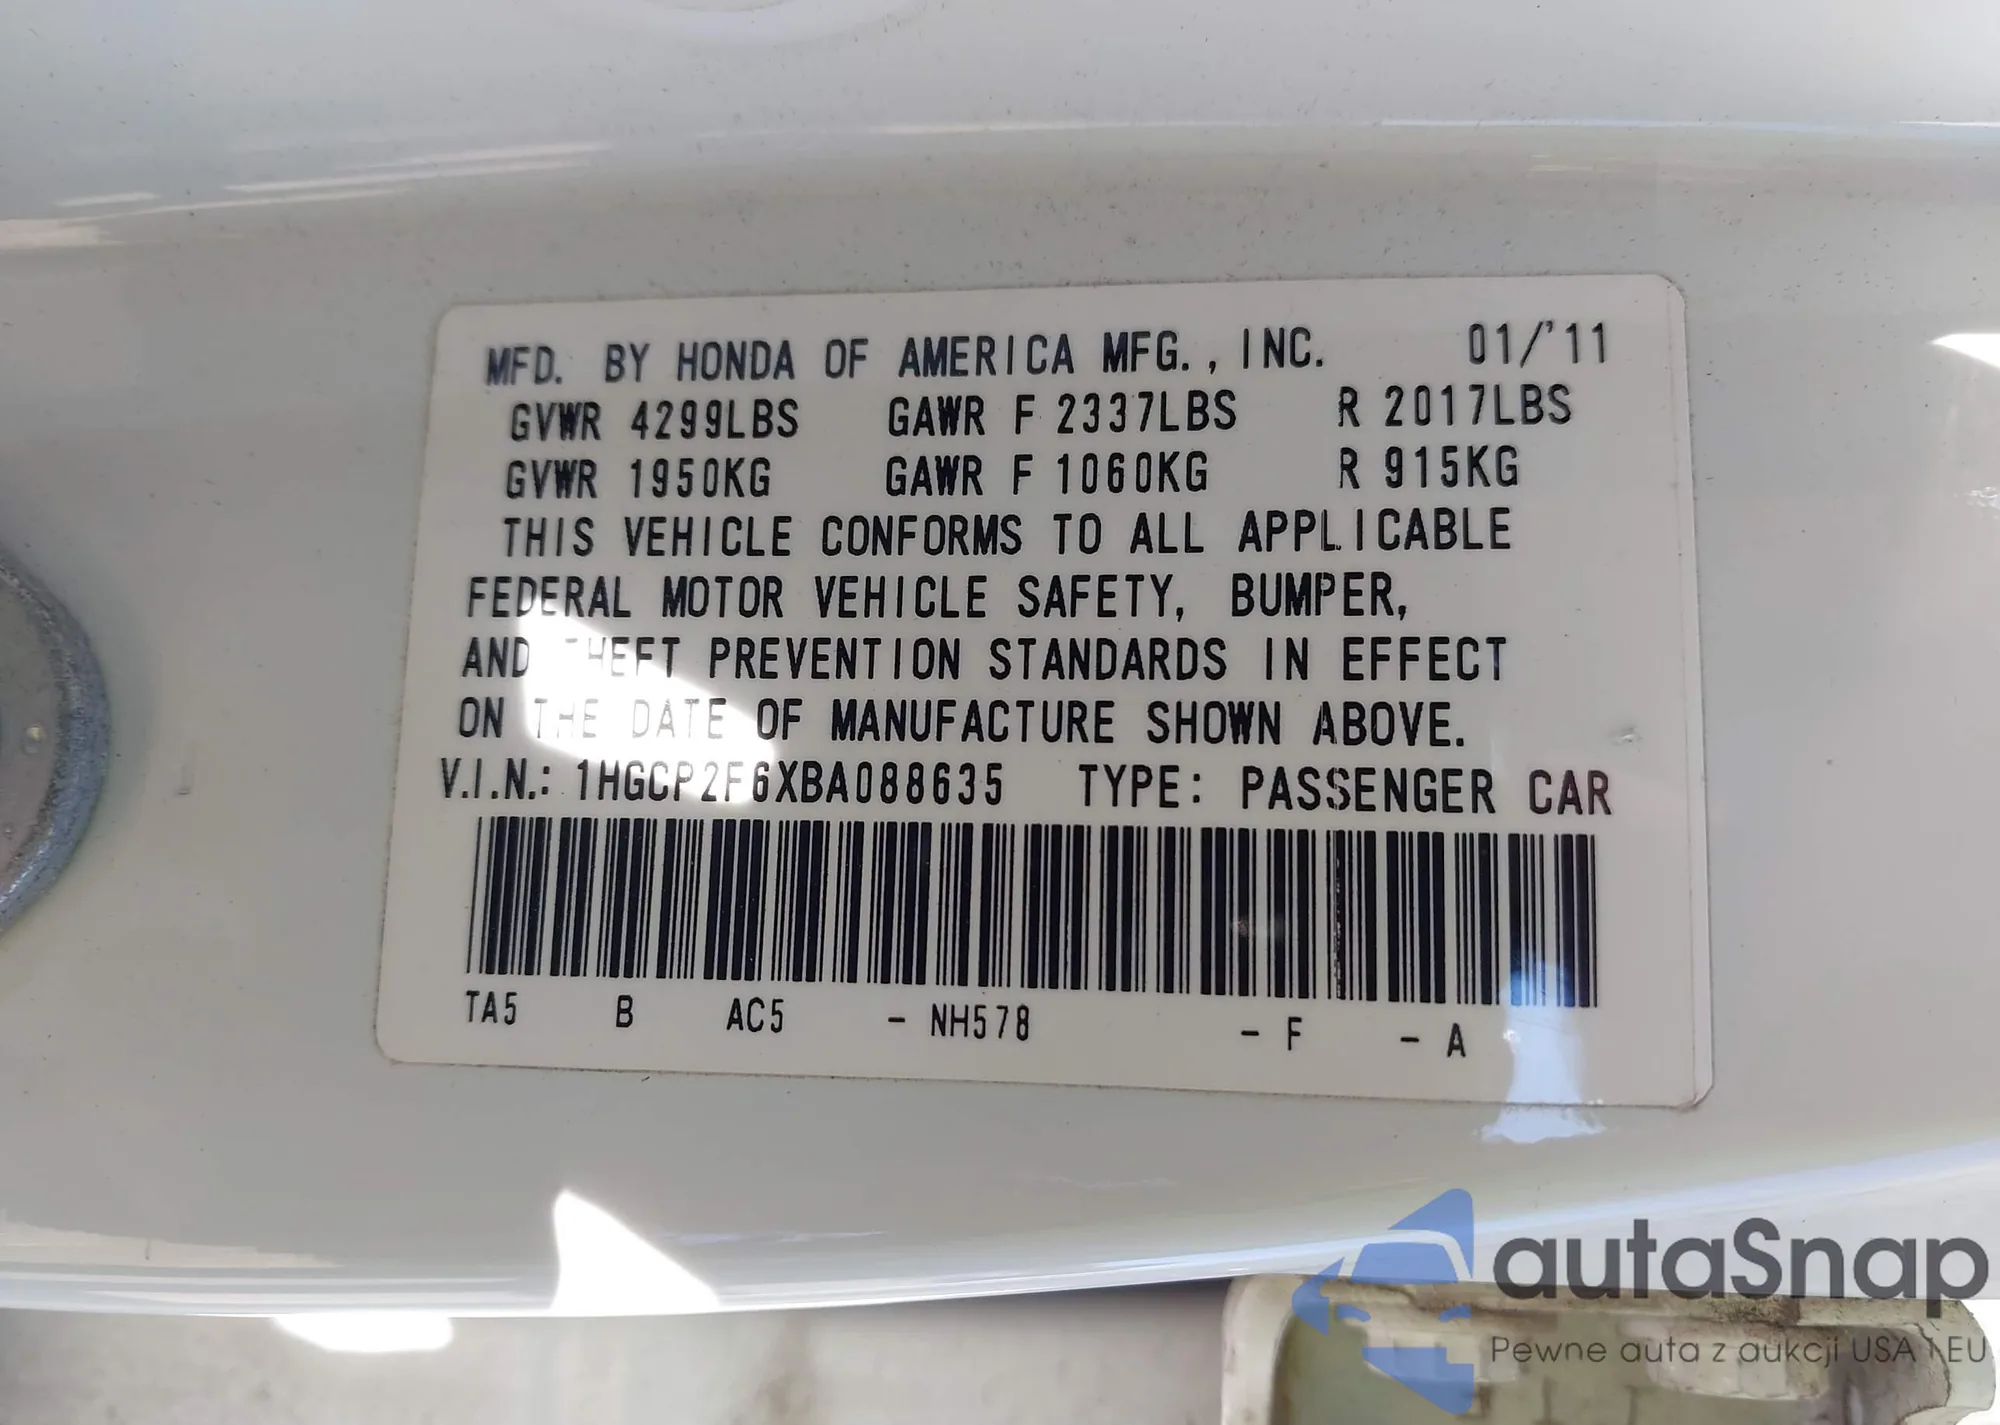 MFD. BY HONDA OF AMERICA MFG., INC. 01/'11
GVWR 4299LBS GAWR F 2337LBS R 2017LBS
GVWR 1950KG GAWR F 1060KG R 915KG
THIS VEHICLE CONFORMS TO ALL APPLICABLE
FEDERAL MOTOR VEHICLE SAFETY, BUMPER,
AND THEFT PREVENTION STANDARDS IN EFFECT
ON THE DATE OF MANUFACTURE SHOWN ABOVE.
V.I.N.: 1HGCP2F6XBA088635 TYPE: PASSENGER CAR
TA5 B AC5 - NH578 - F - A
autaSnap
Pewne auta z aukcji USA i EU